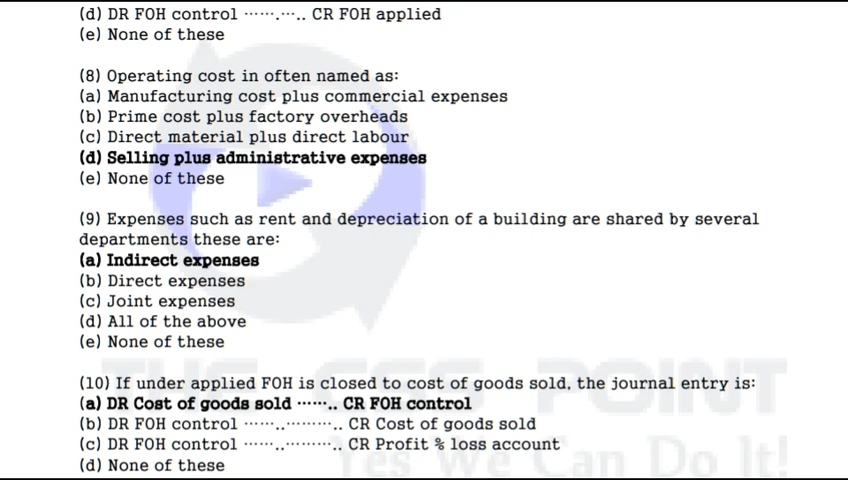 (d) DR FOH control ......,.... CR FOH applied
(e) None of these
(8) Operating cost in often named as:
(a) Manufacturing cost plus commercial expenses
(b) Prime cost plus factory overheads
(c) Direct material plus direct labour
(d) Selling plus administrative expenses
(e) None of these
(9) Expenses such as rent and depreciation of a building are shared by several
departments these are:
(a) Indirect expenses
(b) Direct expenses
(c) Joint expenses
(d) All of the above
(e) None of these
THE CSS POINT
(10) If under applied FOH is closed to cost of goods sold, the journal entry is:
(a) DR Cost of goods sold ........ CR FOH control
(b) DR FOH control ................... CR Cost of goods sold
(c) DR FOH control ................... CR Profit % loss account
(d) None of these
Yes We Can Do It!